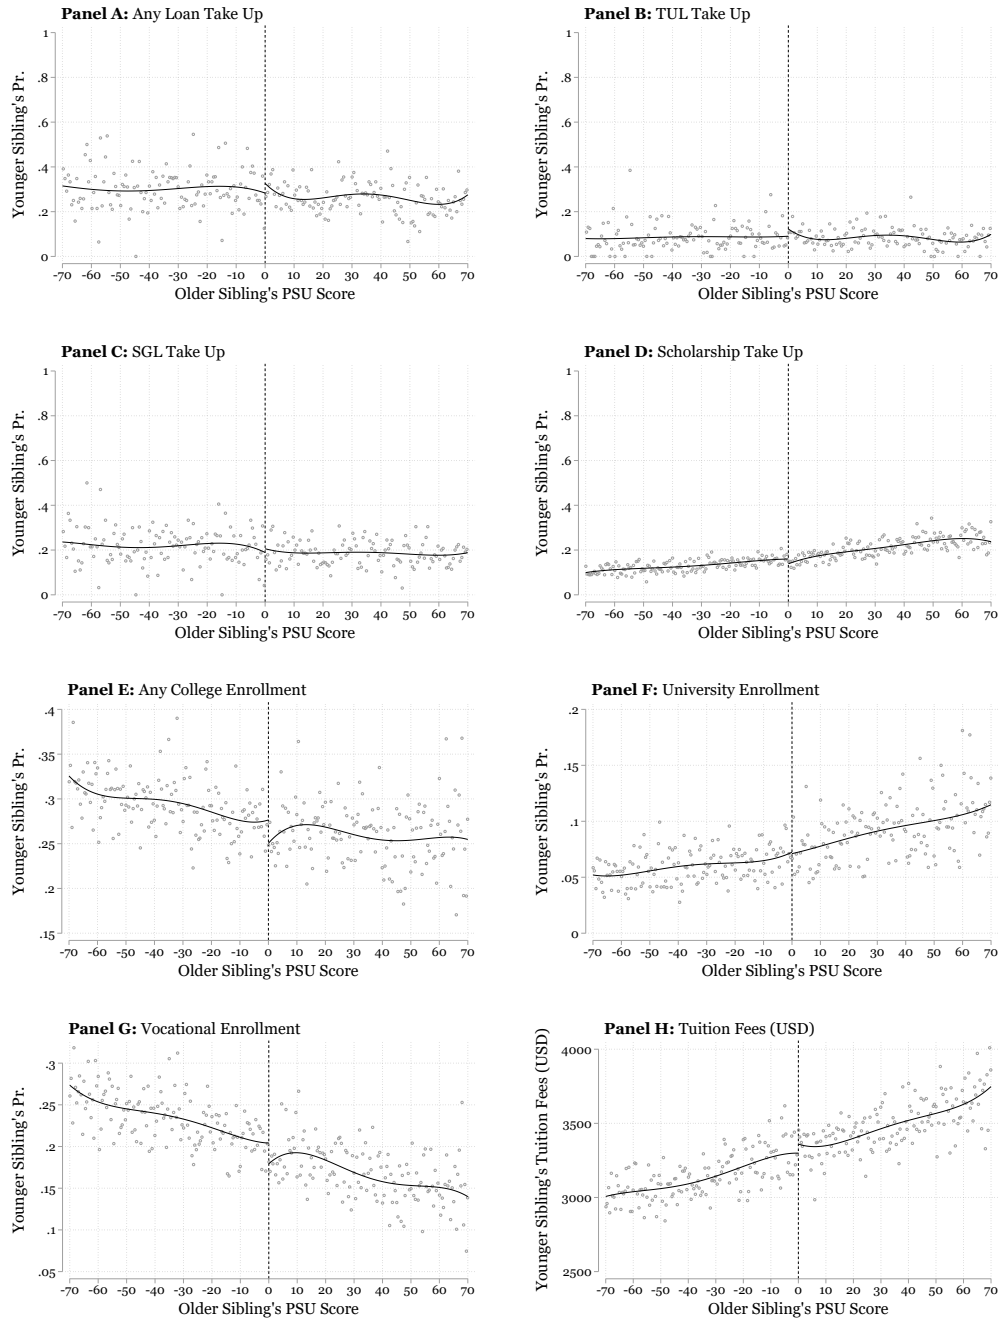 Panel A: Any Loan Take Up
Younger Sibling's Pr.
1
.8
.6
.4
.2
0
-70 -60 -50 -40 -30 -20 -10 0 10 20 30 40 50 60 70
Older Sibling's PSU Score
Panel B: TUL Take Up
Younger Sibling's Pr.
1
.8
.6
.4
.2
0
-70 -60 -50 -40 -30 -20 -10 0 10 20 30 40 50 60 70
Older Sibling's PSU Score
Panel C: SGL Take Up
Younger Sibling's Pr.
1
.8
.6
.4
.2
0
-70 -60 -50 -40 -30 -20 -10 0 10 20 30 40 50 60 70
Older Sibling's PSU Score
Panel D: Scholarship Take Up
Younger Sibling's Pr.
1
.8
.6
.4
.2
0
-70 -60 -50 -40 -30 -20 -10 0 10 20 30 40 50 60 70
Older Sibling's PSU Score
Panel E: Any College Enrollment
Younger Sibling's Pr.
.4
.35
.3
.25
.2
.15
-70 -60 -50 -40 -30 -20 -10 0 10 20 30 40 50 60 70
Older Sibling's PSU Score
Panel F: University Enrollment
Younger Sibling's Pr.
.2
.15
.1
.05
0
-70 -60 -50 -40 -30 -20 -10 0 10 20 30 40 50 60 70
Older Sibling's PSU Score
Panel G: Vocational Enrollment
Younger Sibling's Pr.
.3
.25
.2
.15
.1
.05
-70 -60 -50 -40 -30 -20 -10 0 10 20 30 40 50 60 70
Older Sibling's PSU Score
Panel H: Tuition Fees (USD)
Younger Sibling's Tuition Fees (USD)
4000
3500
3000
2500
-70 -60 -50 -40 -30 -20 -10 0 10 20 30 40 50 60 70
Older Sibling's PSU Score